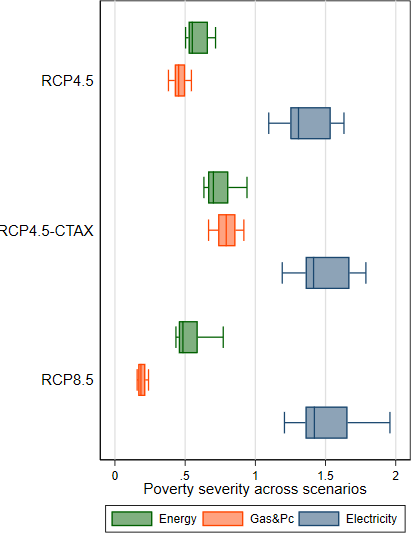 RCP4.5
RCP4.5-CTAX
RCP8.5
0 .5 1 1.5 2
Poverty severity across scenarios
Energy Gas&Pc Electricity